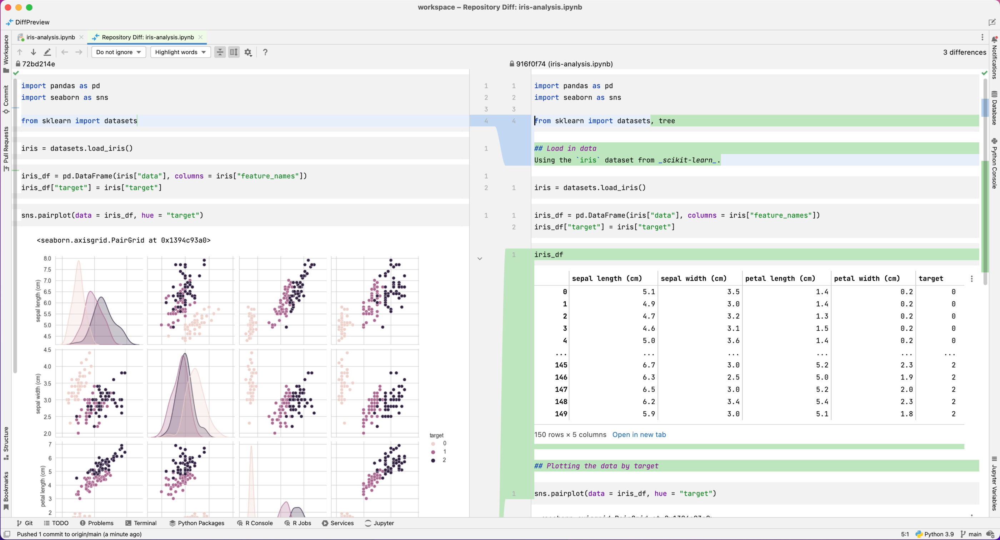 workspace – Repository Diff: iris-analysis.ipynb
DiffPreview
iris-analysis.ipynb
Repository Diff: iris-analysis.ipynb
Do not ignore
Highlight words
?
3 differences
72bd214e
916f0f74 (iris-analysis.ipynb)
Workspace
Commit
Pull Requests
Structure
Bookmarks
import pandas as pd
import seaborn as sns
from sklearn import datasets
iris = datasets.load_iris()
iris_df = pd.DataFrame(iris["data"], columns = iris["feature_names"])
iris_df["target"] = iris["target"]
sns.pairplot(data = iris_df, hue = "target")
<seaborn.axisgrid.PairGrid at 0x1394c93a0>
sepal length (cm)
8.0
7.5
7.0
6.5
6.0
5.5
5.0
4.5
sepal width (cm)
4.5
4.0
3.5
3.0
2.5
2.0
petal length (cm)
7
6
5
4
3
2
target
0
1
2
1 1
2 2
3 3
4 4
1
1
2 1
1 1
2
1
1
import pandas as pd
import seaborn as sns
from sklearn import datasets, tree
## Load in data
Using the `iris` dataset from _scikit-learn_.
iris = datasets.load_iris()
iris_df = pd.DataFrame(iris["data"], columns = iris["feature_names"])
iris_df["target"] = iris["target"]
iris_df
sepal length (cm) sepal width (cm) petal length (cm) petal width (cm) target
0 5.1 3.5 1.4 0.2 0
1 4.9 3.0 1.4 0.2 0
2 4.7 3.2 1.3 0.2 0
3 4.6 3.1 1.5 0.2 0
4 5.0 3.6 1.4 0.2 0
... ... ... ... ... ...
145 6.7 3.0 5.2 2.3 2
146 6.3 2.5 5.0 1.9 2
147 6.5 3.0 5.2 2.0 2
148 6.2 3.4 5.4 2.3 2
149 5.9 3.0 5.1 1.8 2
150 rows × 5 columns Open in new tab
## Plotting the data by target
sns.pairplot(data = iris_df, hue = "target")
Notifications
Database
Python Console
Jupyter Variables
Git
TODO
Problems
Terminal
Python Packages
R Console
R Jobs
Services
Jupyter
Pushed 1 commit to origin/main (a minute ago)
5:1
Python 3.9
main